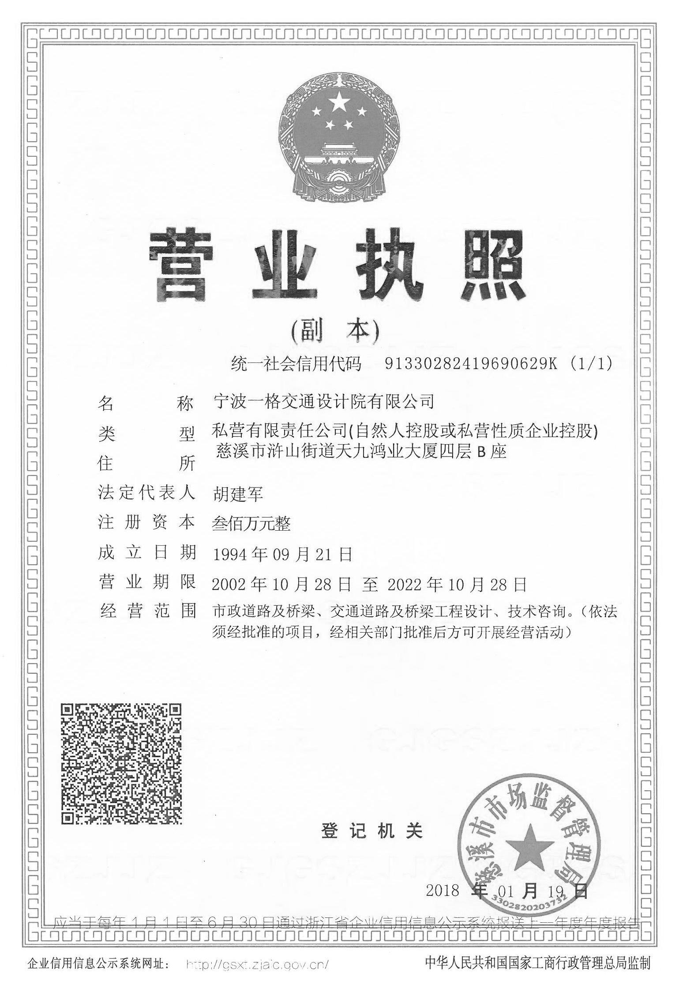 营业执照
(副 本)
统一社会信用代码 91330282419690629K (1/1)
名 称 宁波一格交通设计院有限公司
类 型 私营有限责任公司(自然人控股或私营性质企业控股)
住 所 慈溪市浒山街道天九鸿业大厦四层B座
法定代表人 胡建军
注册资本 叁佰万元整
成立日期 1994年09月21日
营业期限 2002年10月28日 至 2022年10月28日
经营范围 市政道路及桥梁、交通道路及桥梁工程设计、技术咨询。（依法
须经批准的项目，经相关部门批准后方可开展经营活动）
慈溪市市场监督管理局
登记机关
2018 年 01 月 19 日
3302820203732
应当于每年1月1日至6月30日通过浙江省企业信用信息公示系统报送上一年度年度报告
企业信用信息公示系统网址： http://gsxt.zjaic.gov.cn/
中华人民共和国国家工商行政管理总局监制